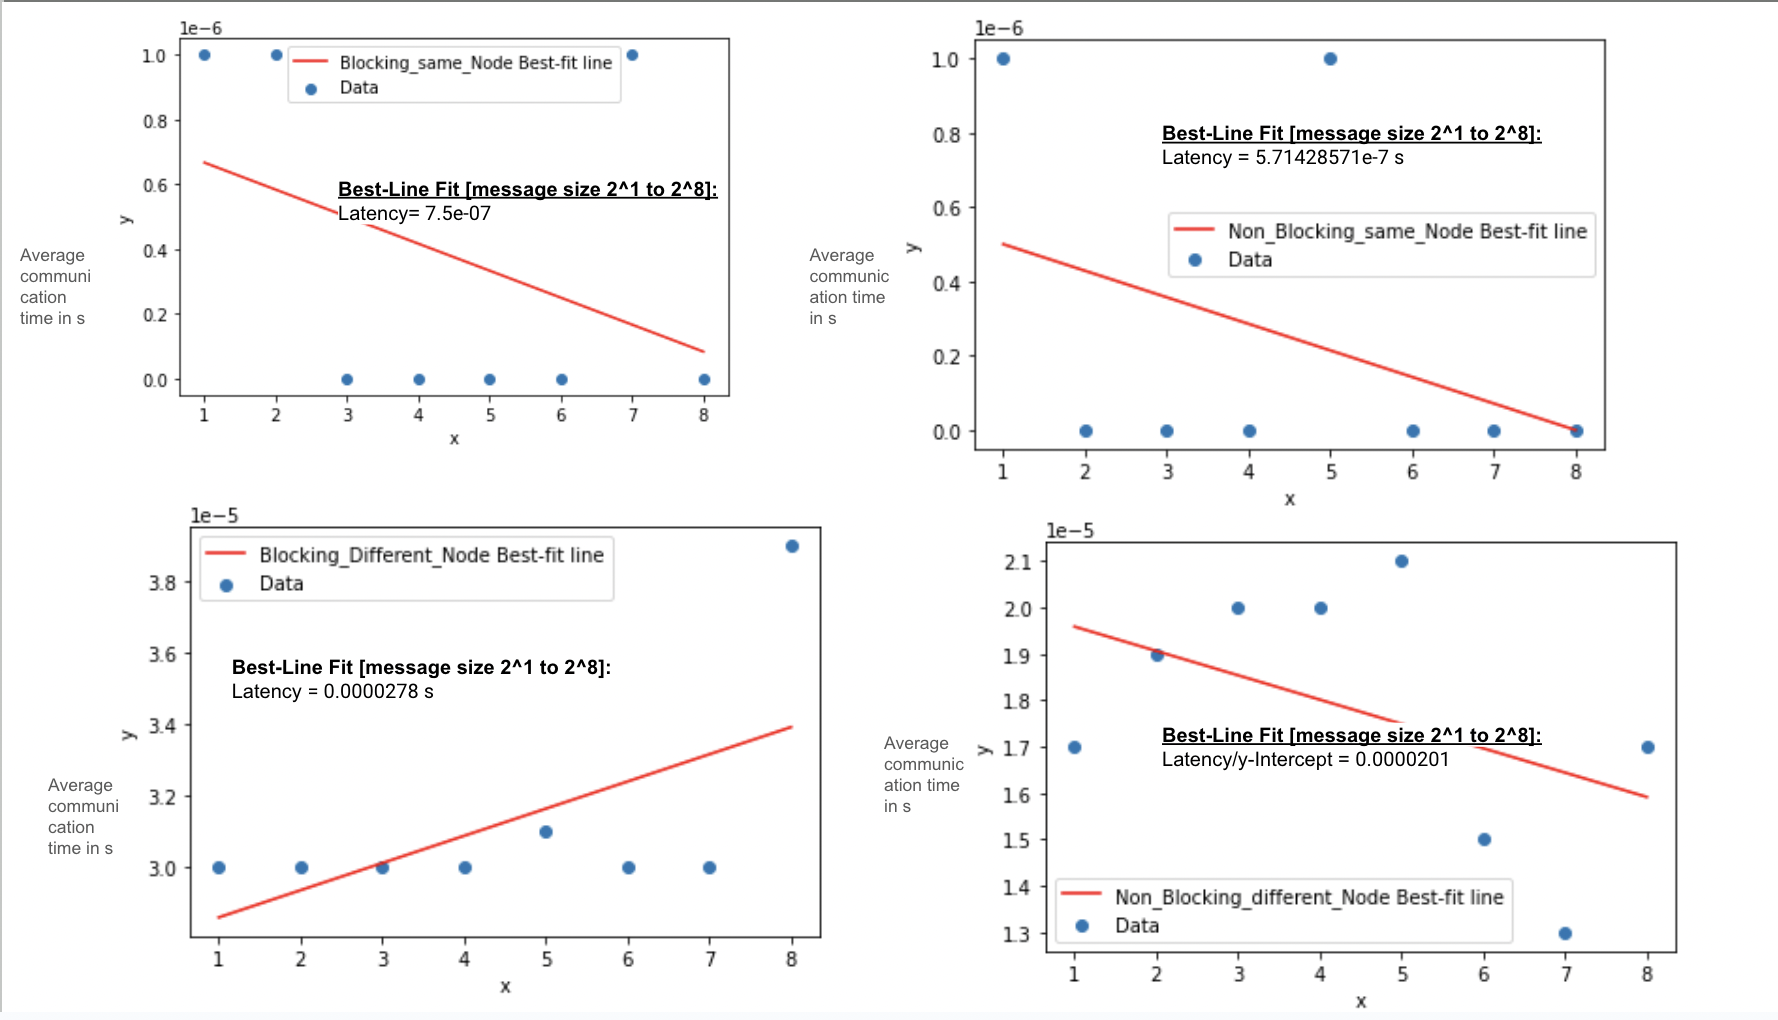 1e−6
1.0
0.8
0.6
0.4
0.2
0.0
y
Blocking_same_Node Best-fit line
Data
Best-Line Fit [message size 2^1 to 2^8]:
Latency= 7.5e-07
Average
communi
cation
time in s
1 2 3 4 5 6 7 8
x
1e−6
1.0
0.8
0.6
0.4
0.2
0.0
y
Best-Line Fit [message size 2^1 to 2^8]:
Latency = 5.71428571e-7 s
Non_Blocking_same_Node Best-fit line
Data
Average
communic
ation time
in s
1 2 3 4 5 6 7 8
x
1e−5
3.8
3.6
3.4
3.2
3.0
y
Blocking_Different_Node Best-fit line
Data
Best-Line Fit [message size 2^1 to 2^8]:
Latency = 0.0000278 s
Average
communi
cation
time in s
1 2 3 4 5 6 7 8
x
1e−5
2.1
2.0
1.9
1.8
1.7
1.6
1.5
1.4
1.3
y
Best-Line Fit [message size 2^1 to 2^8]:
Latency/y-Intercept = 0.0000201
Average
communic
ation time
in s
Non_Blocking_different_Node Best-fit line
Data
1 2 3 4 5 6 7 8
x